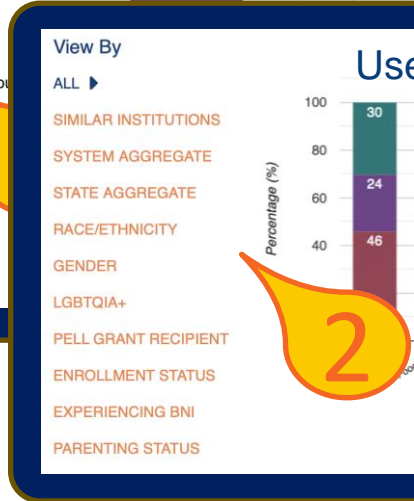 View By
ALL
SIMILAR INSTITUTIONS
SYSTEM AGGREGATE
STATE AGGREGATE
RACE/ETHNICITY
GENDER
LGBTQIA+
PELL GRANT RECIPIENT
ENROLLMENT STATUS
EXPERIENCING BNI
PARENTING STATUS
Use
Percentage (%)
100
80
60
40
30
24
46
2